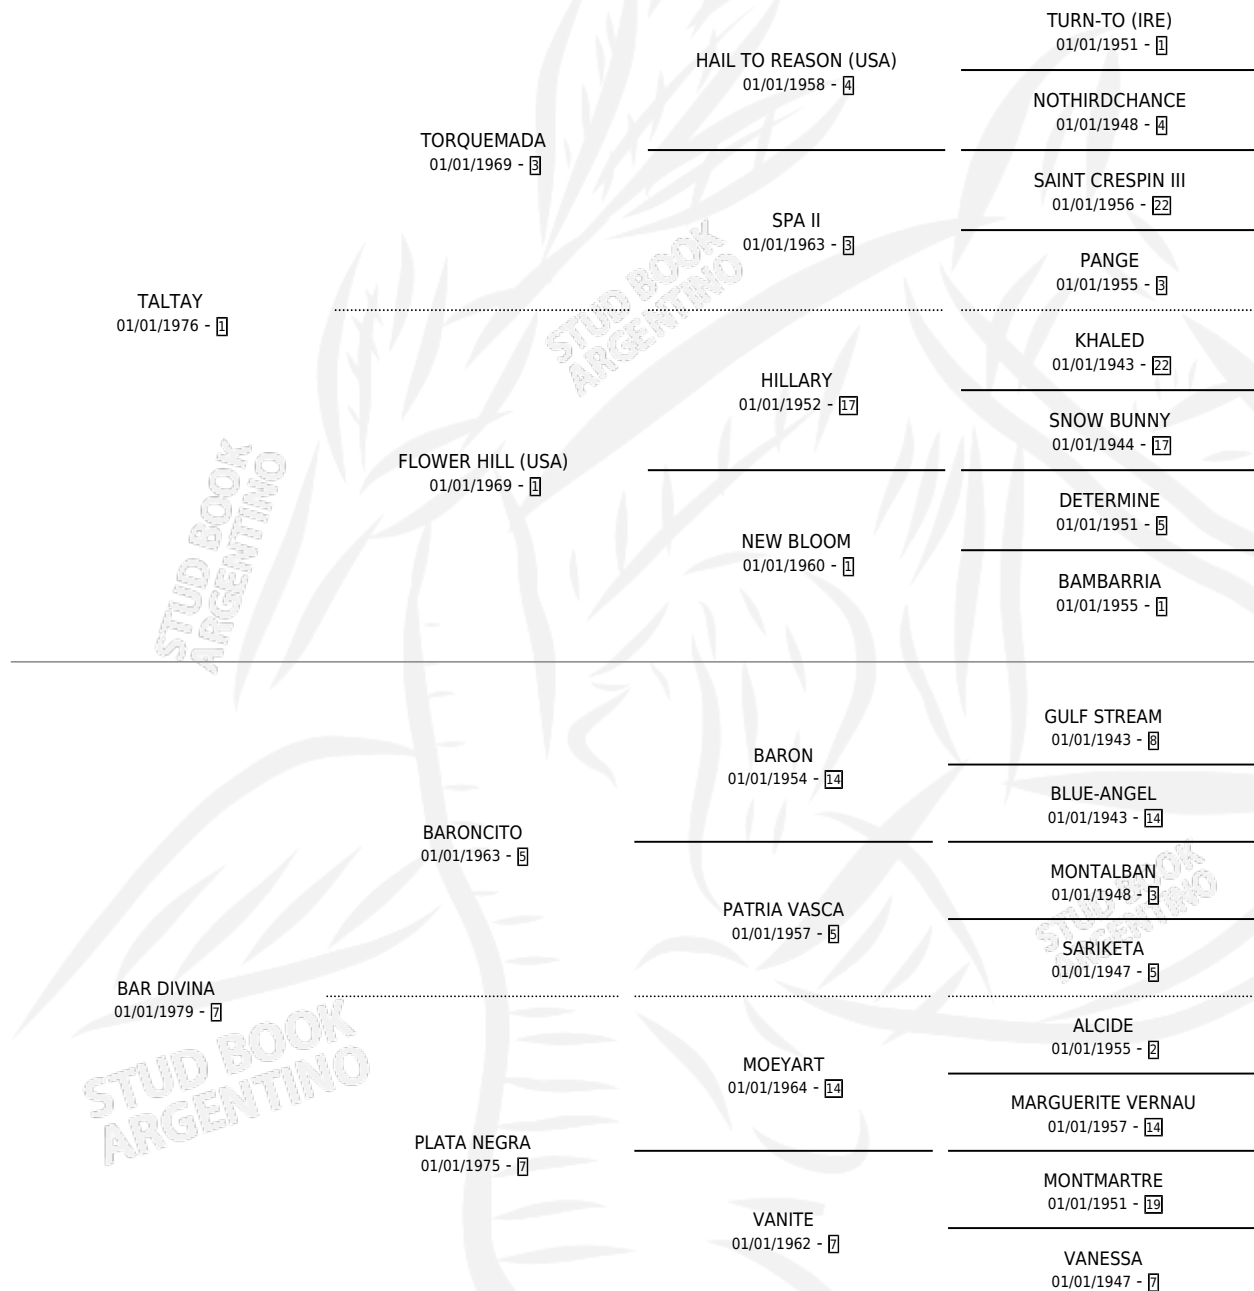 TURN-TO (IRE)
01/01/1951 - 1
HAIL TO REASON (USA)
01/01/1958 - 4
NOTHIRDCHANCE
01/01/1948 - 4
TORQUEMADA
01/01/1969 - 3
SAINT CRESPIN III
01/01/1956 - 22
SPA II
01/01/1963 - 3
PANGE
01/01/1955 - 3
TALTAY
01/01/1976 - 1
KHALED
01/01/1943 - 22
HILLARY
01/01/1952 - 17
SNOW BUNNY
01/01/1944 - 17
FLOWER HILL (USA)
01/01/1969 - 1
DETERMINE
01/01/1951 - 5
NEW BLOOM
01/01/1960 - 1
BAMBARRIA
01/01/1955 - 1
GULF STREAM
01/01/1943 - 8
BARON
01/01/1954 - 14
BLUE-ANGEL
01/01/1943 - 14
BARONCITO
01/01/1963 - 5
MONTALBAN
01/01/1948 - 3
PATRIA VASCA
01/01/1957 - 5
SARIKETA
01/01/1947 - 5
BAR DIVINA
01/01/1979 - 7
ALCIDE
01/01/1955 - 2
MOEYART
01/01/1964 - 14
MARGUERITE VERNAU
01/01/1957 - 14
PLATA NEGRA
01/01/1975 - 7
MONTMARTRE
01/01/1951 - 19
VANITE
01/01/1962 - 7
VANESSA
01/01/1947 - 7
STUD BOOK
ARGENTINO
STUD BOOK
ARGENTINO
STUD BOOK
ARGENTINO
STUD BOOK
ARGENTINO